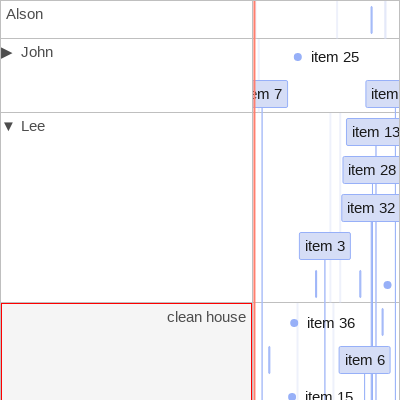 Alson
▶ John
item 25
em 7
item
▼ Lee
item 13
item 28
item 32
item 3
clean house
item 36
item 6
item 15